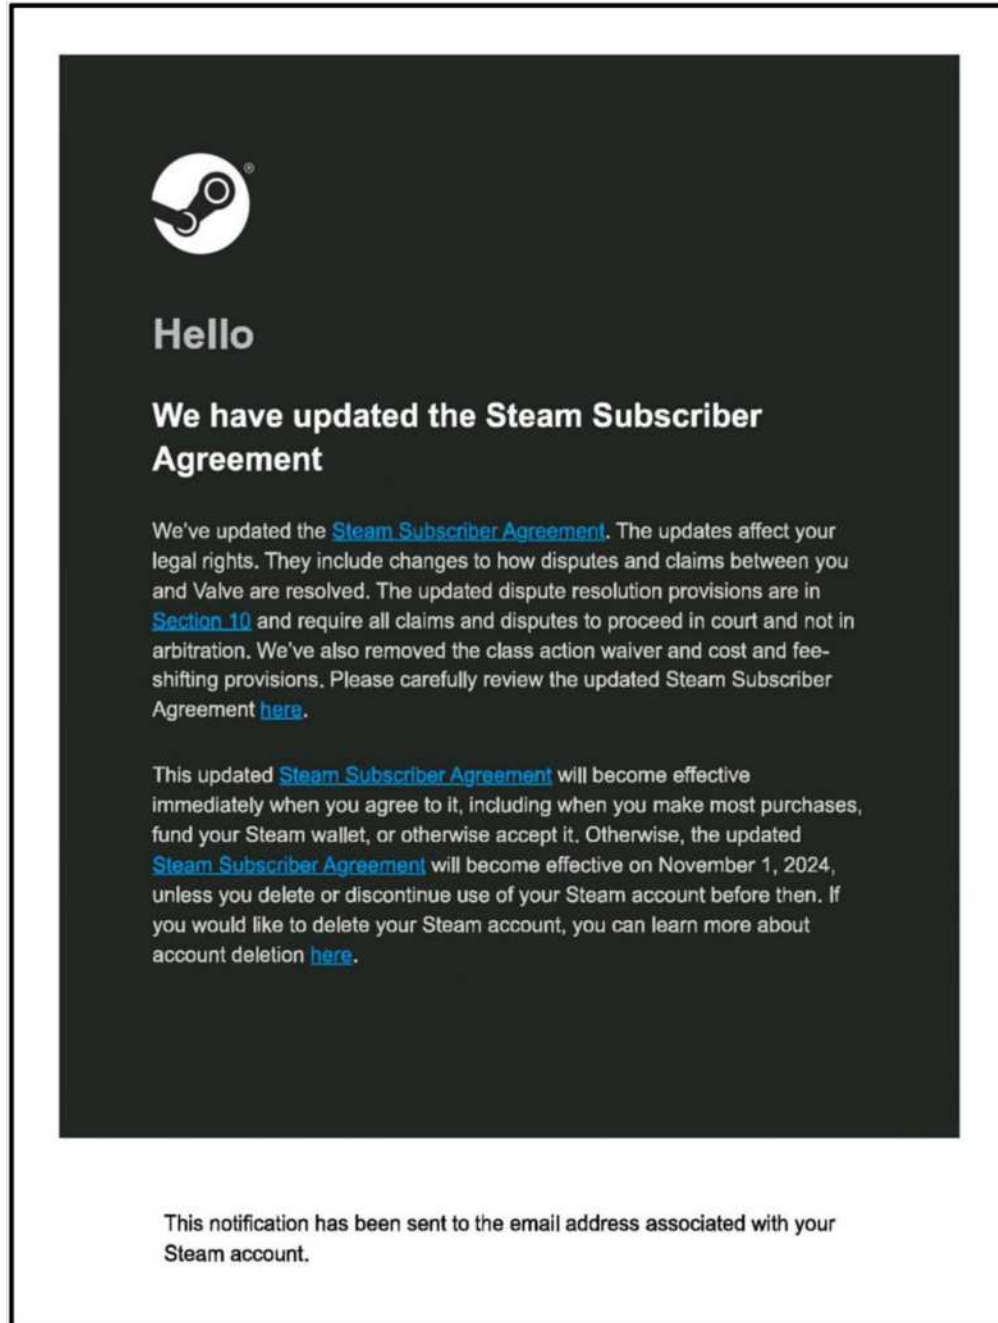 ®
Hello
We have updated the Steam Subscriber
Agreement
We've updated the Steam Subscriber Agreement. The updates affect your
legal rights. They include changes to how disputes and claims between you
and Valve are resolved. The updated dispute resolution provisions are in
Section 10 and require all claims and disputes to proceed in court and not in
arbitration. We've also removed the class action waiver and cost and fee-
shifting provisions. Please carefully review the updated Steam Subscriber
Agreement here.
This updated Steam Subscriber Agreement will become effective
immediately when you agree to it, including when you make most purchases,
fund your Steam wallet, or otherwise accept it. Otherwise, the updated
Steam Subscriber Agreement will become effective on November 1, 2024,
unless you delete or discontinue use of your Steam account before then. If
you would like to delete your Steam account, you can learn more about
account deletion here.
This notification has been sent to the email address associated with your
Steam account.